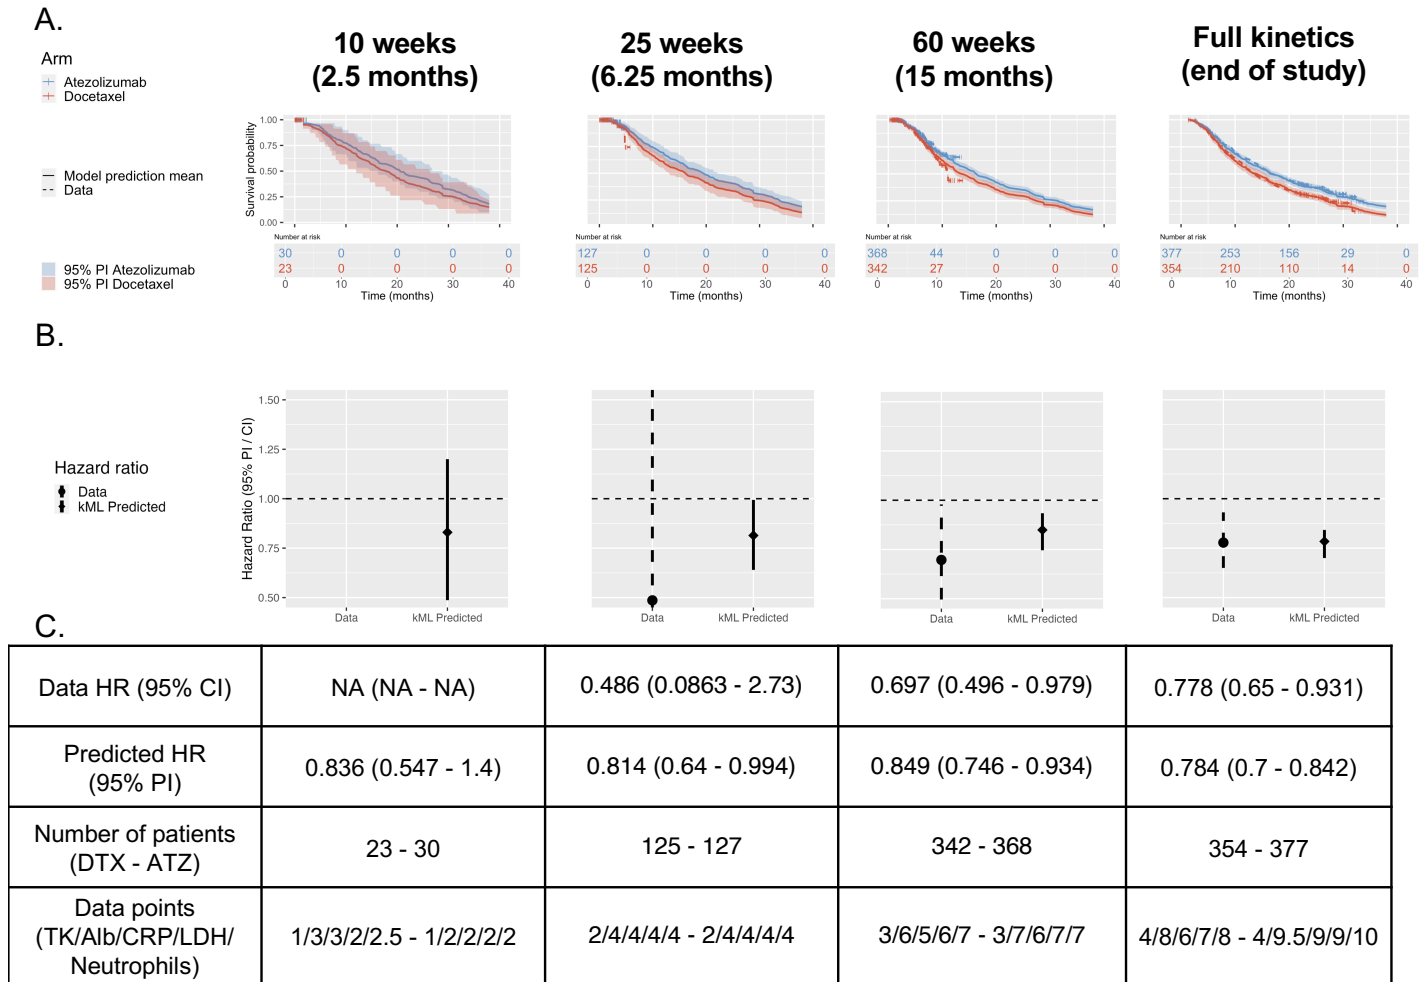 A.
Arm
Atezolizumab
Docetaxel
Model prediction mean
Data
95% PI Atezolizumab
95% PI Docetaxel
10 weeks
(2.5 months)
25 weeks
(6.25 months)
60 weeks
(15 months)
Full kinetics
(end of study)
Survival probability
1.00
0.75
0.50
0.25
0.00
Number at risk
30 0 0 0 0
23 0 0 0 0
0 10 20 30 40
Time (months)
Number at risk
127 0 0 0 0
125 0 0 0 0
0 10 20 30 40
Time (months)
Number at risk
368 44 0 0 0
342 27 0 0 0
0 10 20 30 40
Time (months)
Number at risk
377 253 156 29 0
354 210 110 14 0
0 10 20 30 40
Time (months)
B.
Hazard ratio
Data
kML Predicted
Hazard Ratio (95% PI / CI)
1.50
1.25
1.00
0.75
0.50
Data kML Predicted
Data kML Predicted
Data kML Predicted
Data kML Predicted
C.
Data HR (95% CI) NA (NA - NA) 0.486 (0.0863 - 2.73) 0.697 (0.496 - 0.979) 0.778 (0.65 - 0.931)
Predicted HR
(95% PI)
0.836 (0.547 - 1.4) 0.814 (0.64 - 0.994) 0.849 (0.746 - 0.934) 0.784 (0.7 - 0.842)
Number of patients
(DTX - ATZ)
23 - 30 125 - 127 342 - 368 354 - 377
Data points
(TK/Alb/CRP/LDH/
Neutrophils)
1/3/3/2/2.5 - 1/2/2/2/2 2/4/4/4/4 - 2/4/4/4/4 3/6/5/6/7 - 3/7/6/7/7 4/8/6/7/8 - 4/9.5/9/9/10